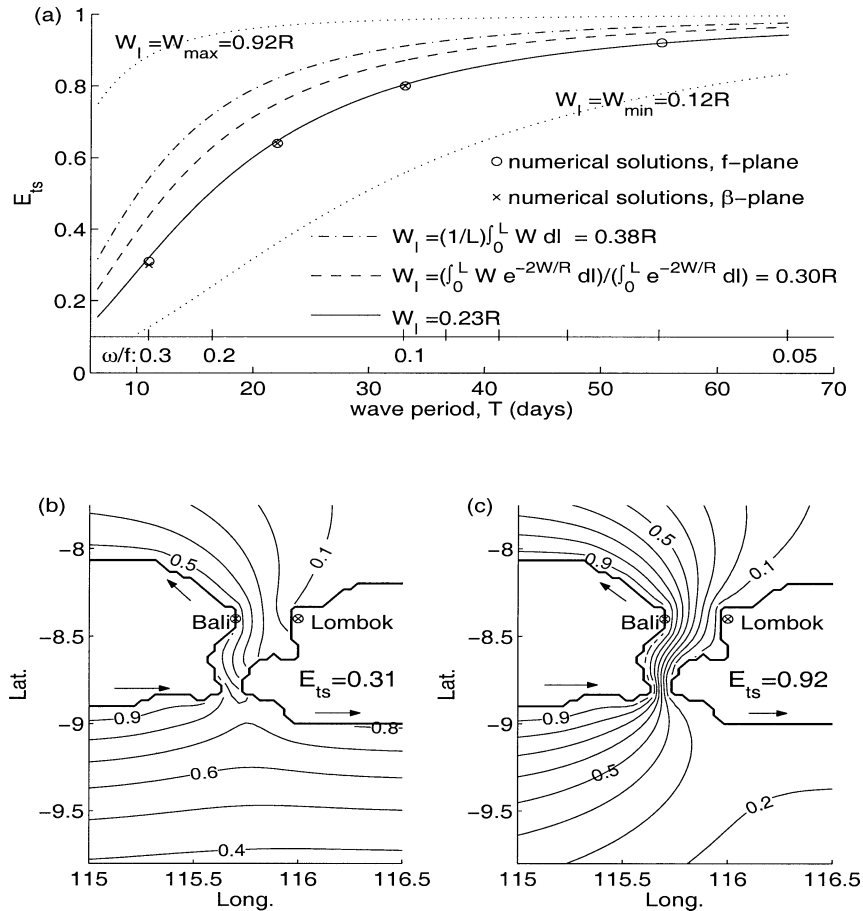 (a)
1
0.8
0.6
0.4
0.2
0
E_ts
W_l=W_max=0.92R
W_l=W_min=0.12R
o numerical solutions, f-plane
× numerical solutions, β-plane
W_l=(1/L)∫_0^L W dl = 0.38R
W_l=(∫_0^L W e^{-2W/R} dl)/(∫_0^L e^{-2W/R} dl) = 0.30R
W_l=0.23R
ω/f: 0.3 0.2 0.1 0.05
10 20 30 40 50 60 70
wave period, T (days)
(b)
-8
-8.5
-9
-9.5
Lat.
0.5
0.1
Bali
Lombok
E_ts=0.31
0.9
0.8
0.6
0.4
115 115.5 116 116.5
Long.
(c)
-8
-8.5
-9
-9.5
Lat.
0.5
0.9
0.1
Bali
Lombok
E_ts=0.92
0.9
0.5
0.2
115 115.5 116 116.5
Long.